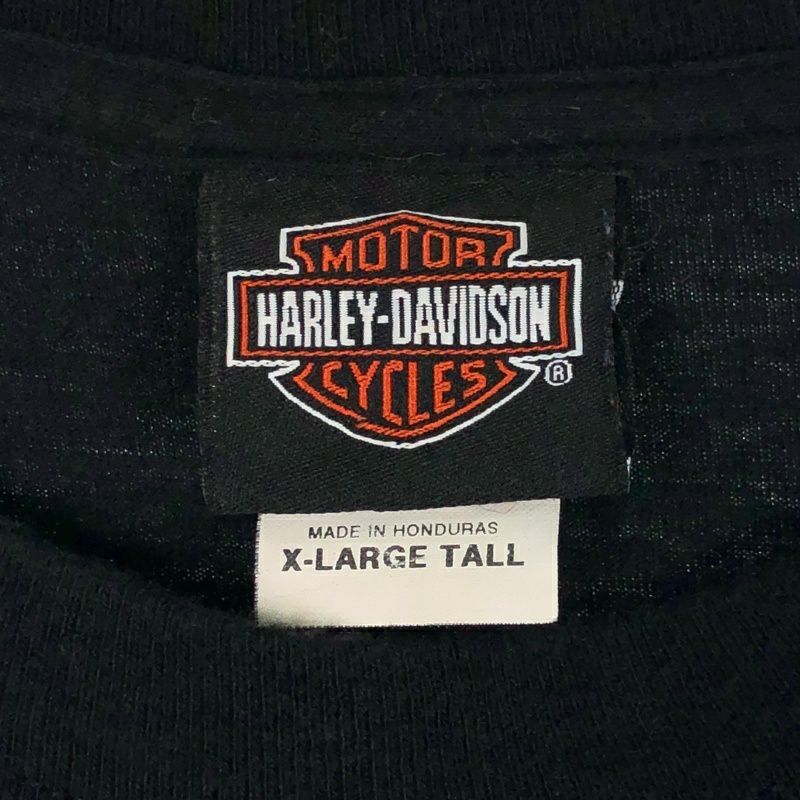 MOTOR
HARLEY-DAVIDSON
CYCLES
®
MADE IN HONDURAS
X-LARGE TALL